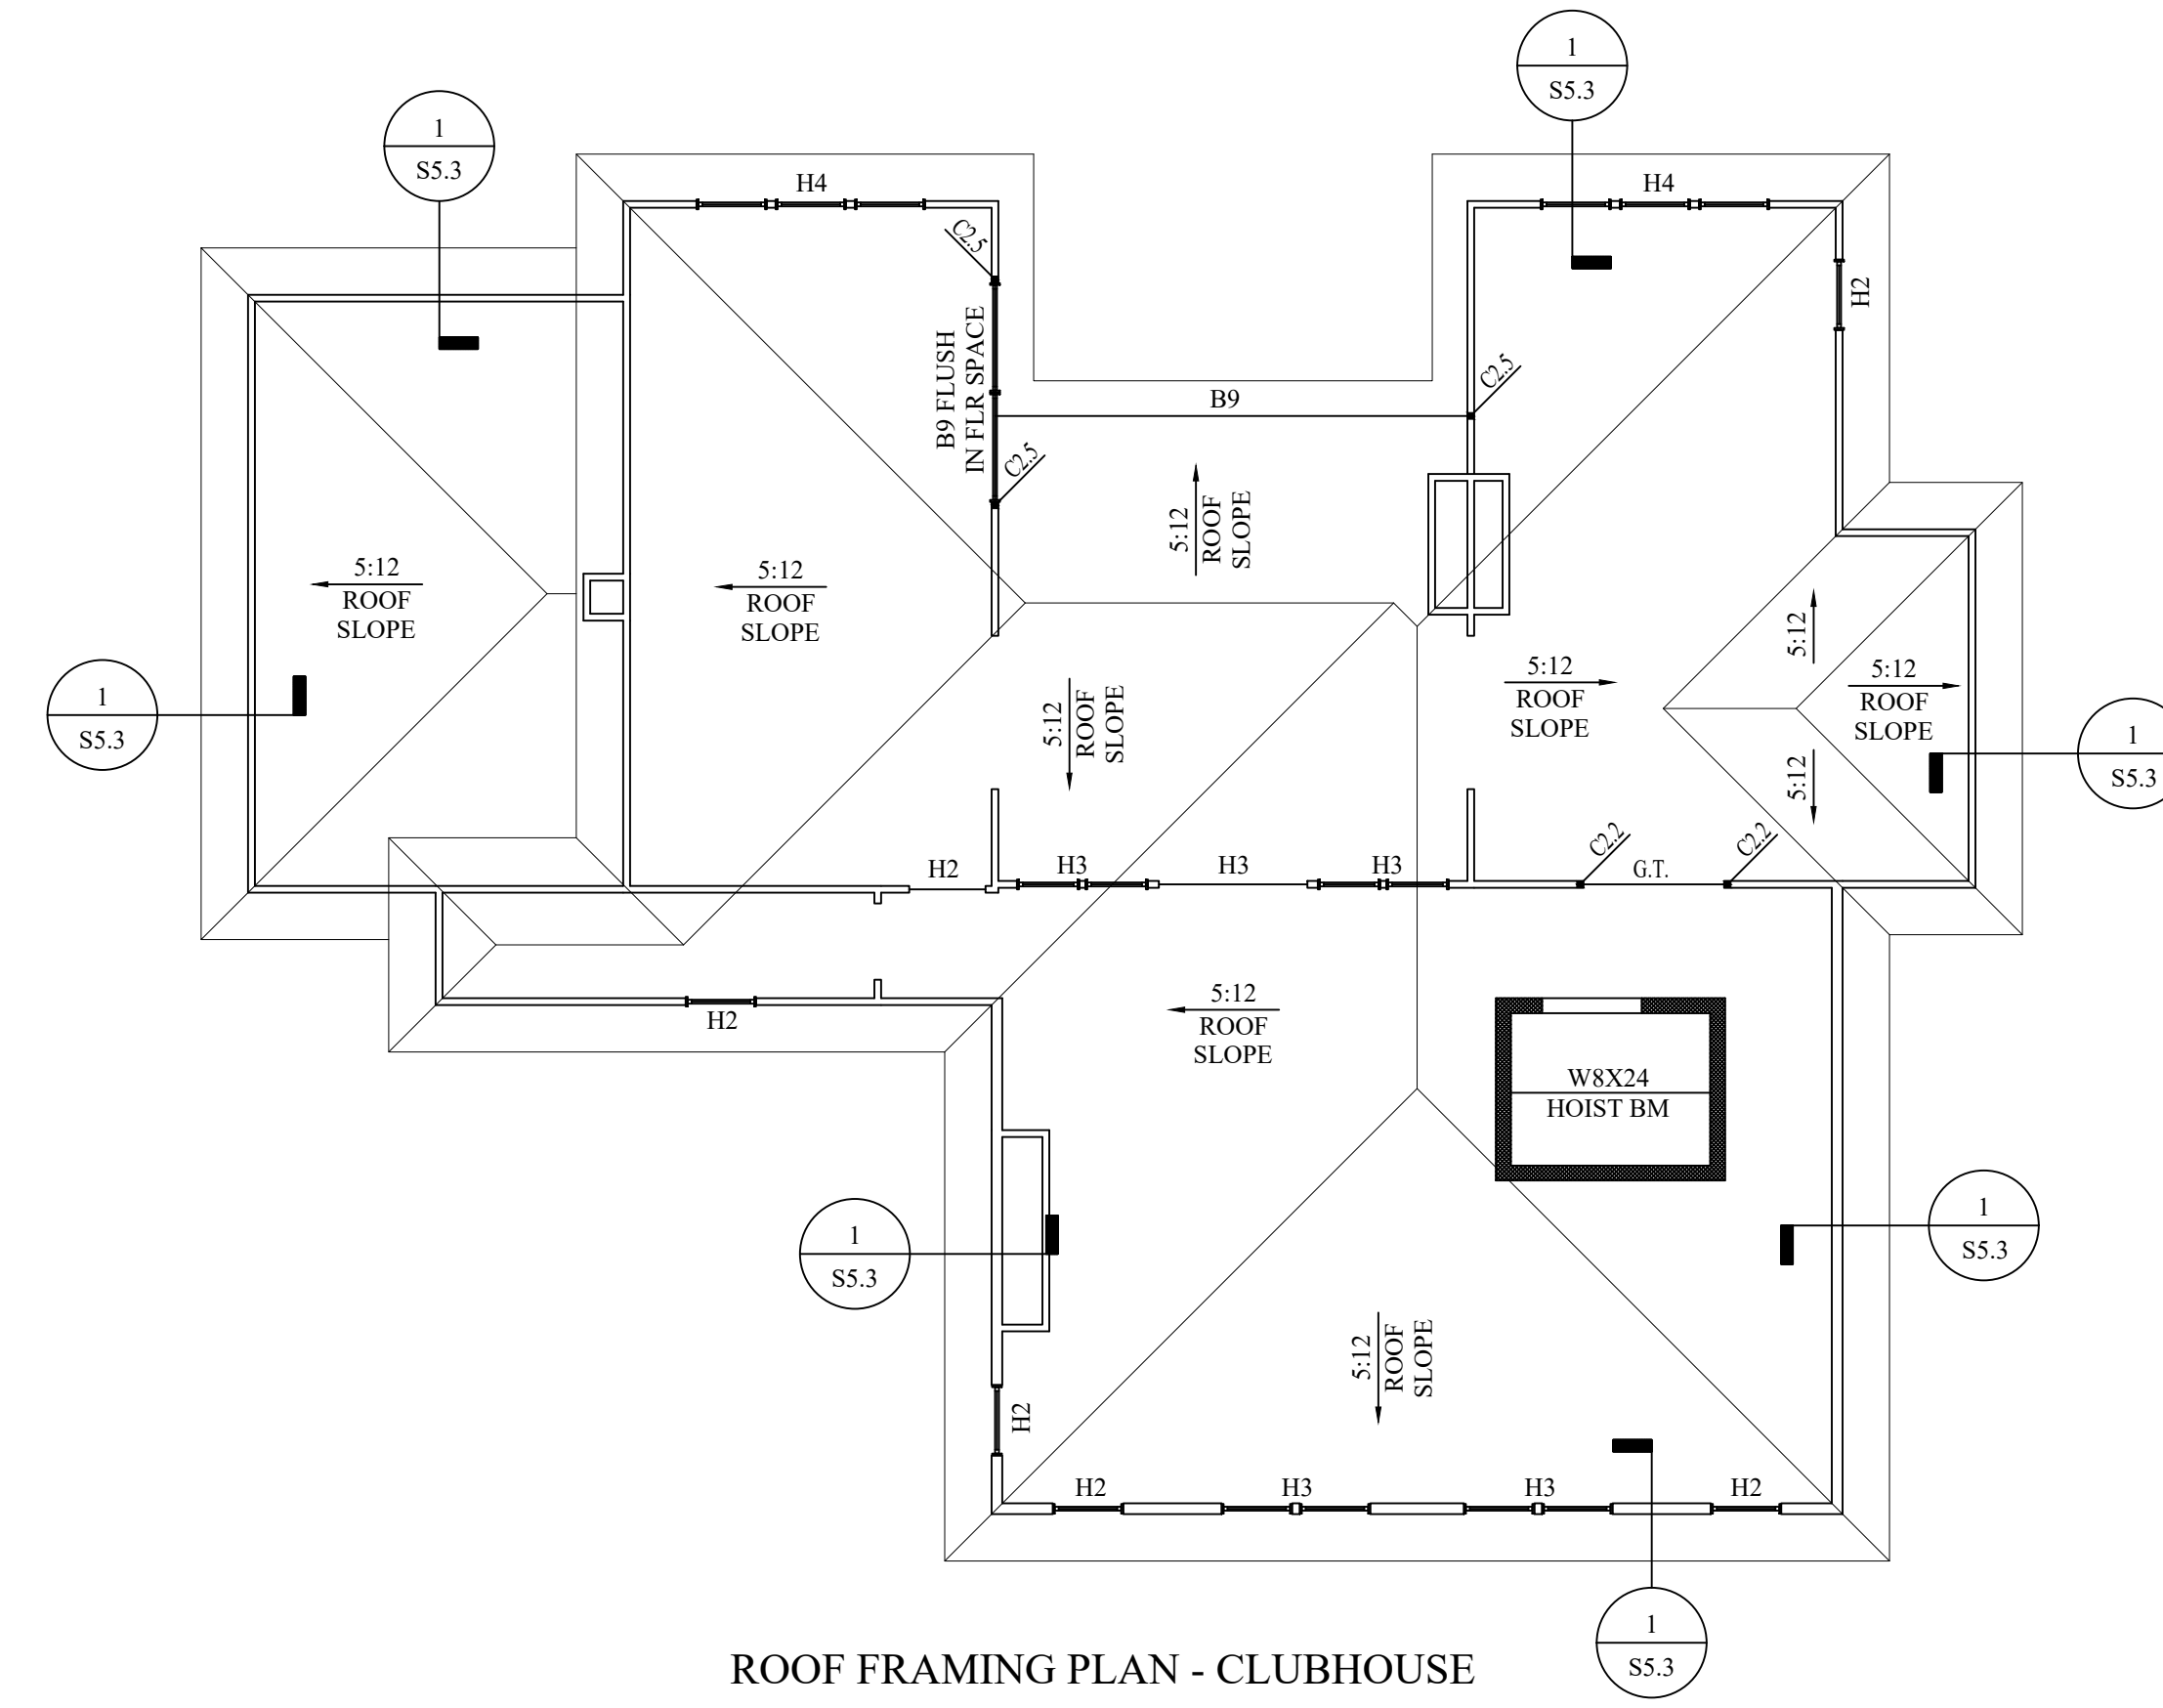 1
S5.3
1
S5.3
H4
H4
C2.5
H2
B9 FLUSH
IN FLR SPACE
C2.5
B9
C2.5
5:12
ROOF
SLOPE
5:12
ROOF
SLOPE
5:12
ROOF
SLOPE
5:12
5:12
ROOF
SLOPE
5:12
ROOF
SLOPE
5:12
ROOF
SLOPE
1
S5.3
1
S5.3
5:12
C2.2
C2.2
H2
H3
H3
H3
G.T.
H2
5:12
ROOF
SLOPE
W8X24
HOIST BM
1
S5.3
1
S5.3
5:12
ROOF
SLOPE
H2
H2
H3
H3
H2
1
S5.3
ROOF FRAMING PLAN - CLUBHOUSE